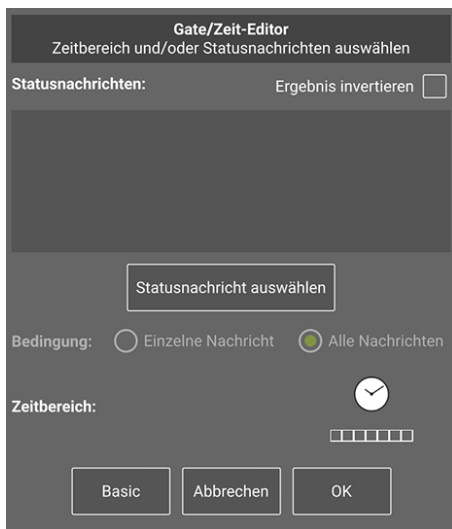 Gate/Zeit-Editor
Zeitbereich und/oder Statusnachrichten auswählen
Statusnachrichten: Ergebnis invertieren
Statusnachricht auswählen
Bedingung: Einzelne Nachricht Alle Nachrichten
Zeitbereich:
Basic Abbrechen OK